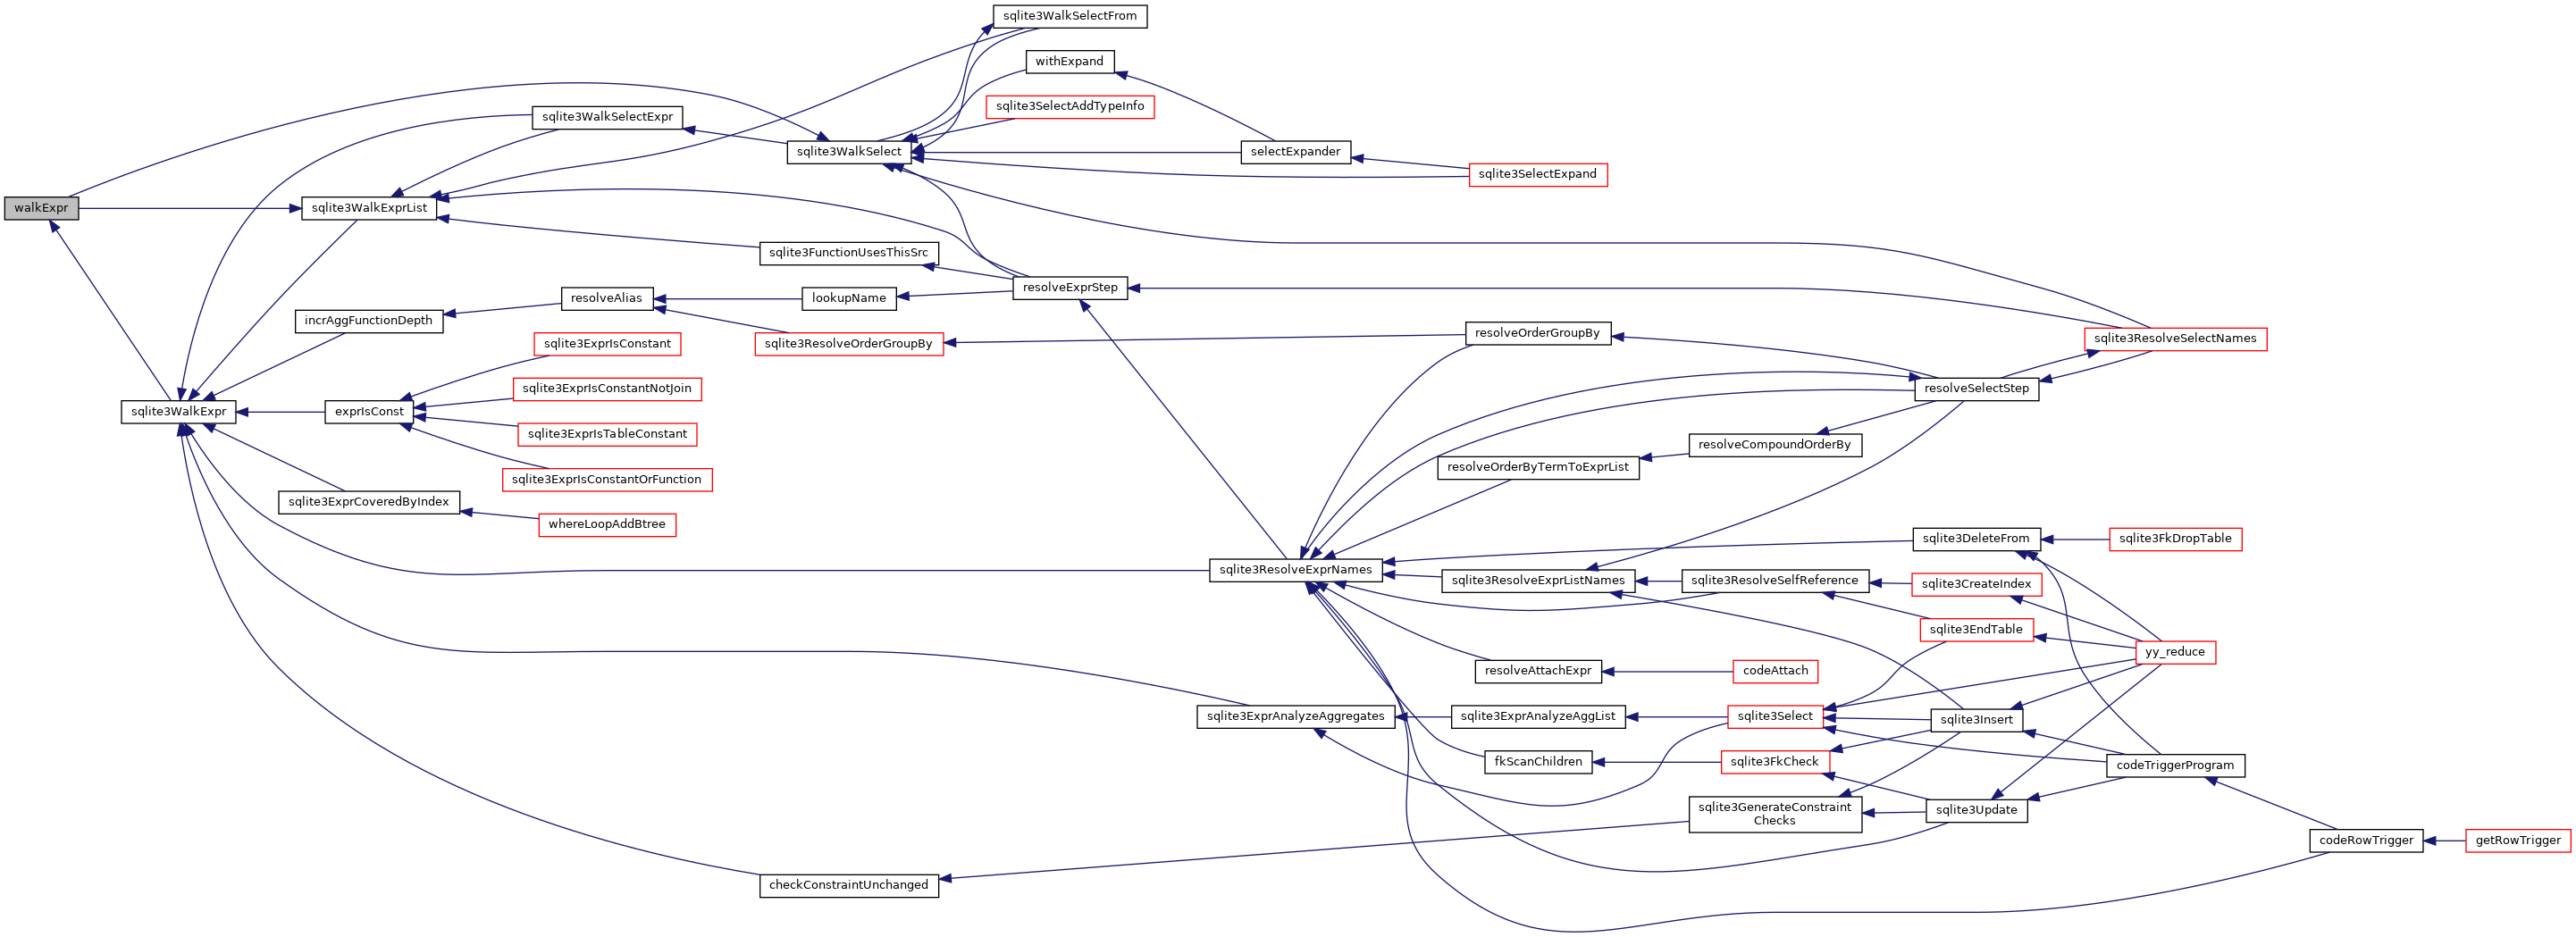 sqlite3WalkSelectFrom
withExpand
sqlite3SelectAddTypeInfo
sqlite3WalkSelectExpr
sqlite3WalkSelect
selectExpander
sqlite3SelectExpand
walkExpr
sqlite3WalkExprList
sqlite3FunctionUsesThisSrc
resolveExprStep
resolveAlias
lookupName
incrAggFunctionDepth
sqlite3ExprIsConstant
sqlite3ResolveOrderGroupBy
resolveOrderGroupBy
sqlite3ResolveSelectNames
sqlite3ExprIsConstantNotJoin
resolveSelectStep
sqlite3WalkExpr
exprIsConst
sqlite3ExprIsTableConstant
resolveCompoundOrderBy
resolveOrderByTermToExprList
sqlite3ExprIsConstantOrFunction
sqlite3ExprCoveredByIndex
whereLoopAddBtree
sqlite3DeleteFrom
sqlite3FkDropTable
sqlite3ResolveExprNames
sqlite3ResolveExprListNames
sqlite3ResolveSelfReference
sqlite3CreateIndex
sqlite3EndTable
yy_reduce
resolveAttachExpr
codeAttach
sqlite3ExprAnalyzeAggregates
sqlite3ExprAnalyzeAggList
sqlite3Select
sqlite3Insert
fkScanChildren
sqlite3FkCheck
codeTriggerProgram
sqlite3GenerateConstraint
Checks
sqlite3Update
codeRowTrigger
getRowTrigger
checkConstraintUnchanged